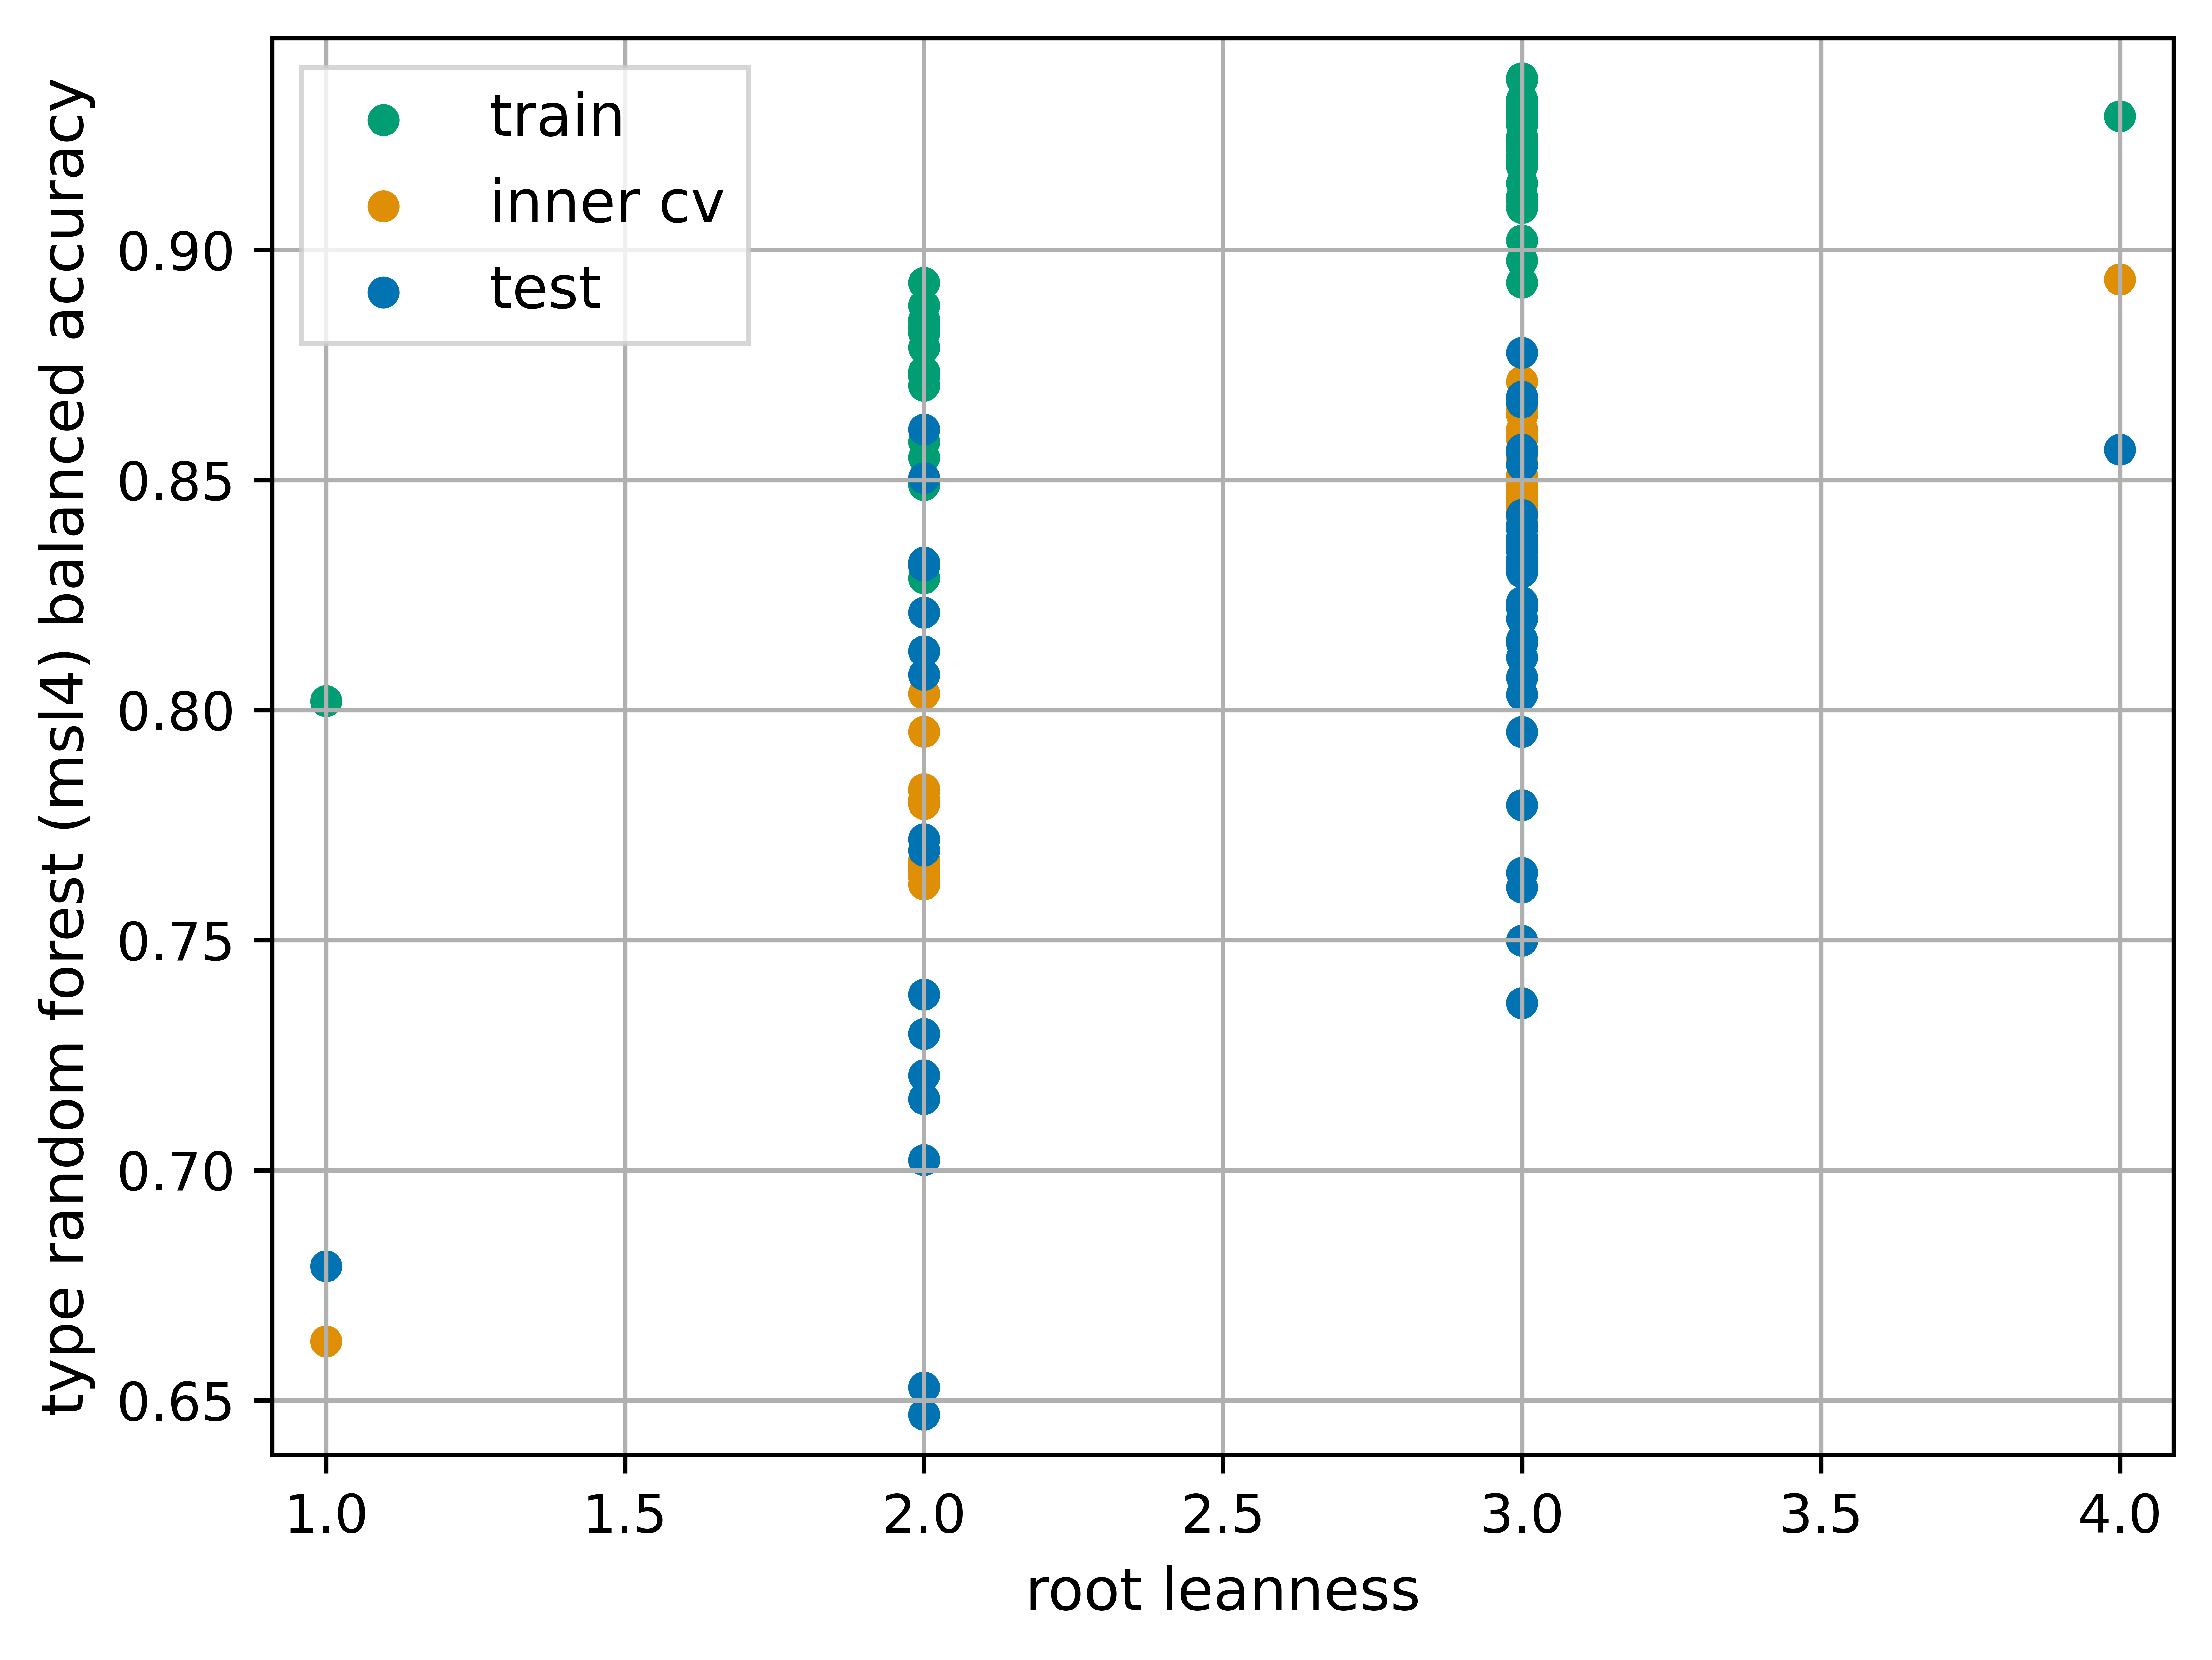 train
inner cv
test
type random forest (msl4) balanced accuracy
0.90
0.85
0.80
0.75
0.70
0.65
1.0 1.5 2.0 2.5 3.0 3.5 4.0
root leanness